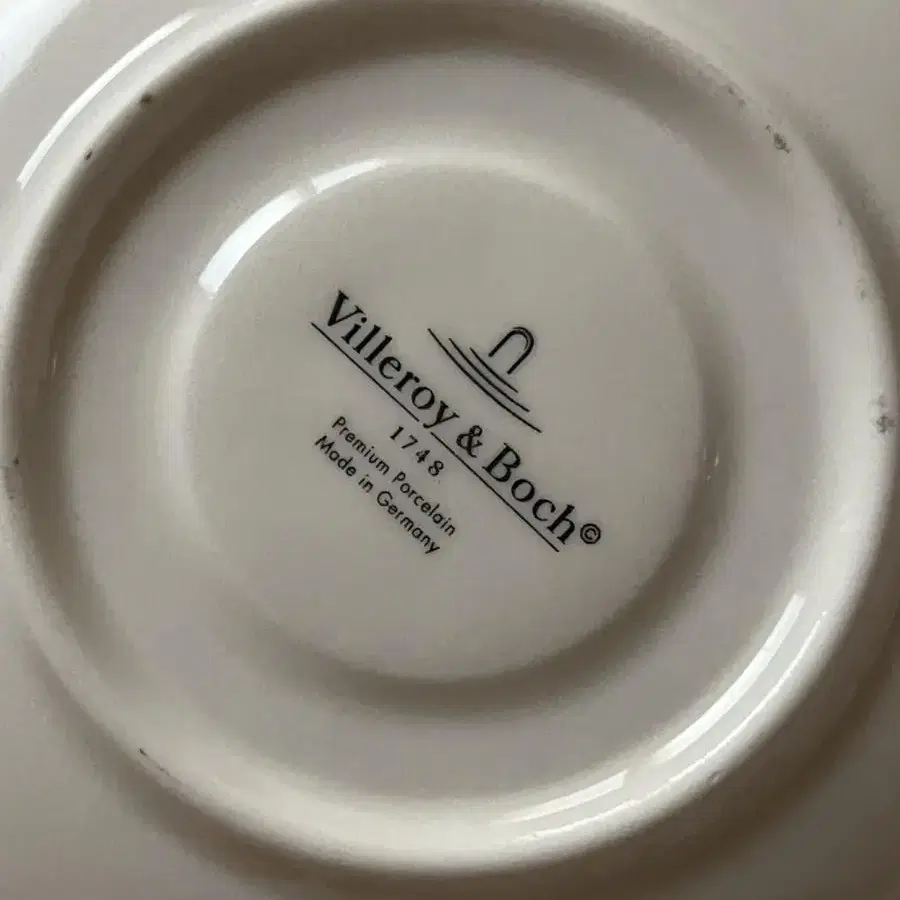 Villeroy & Boch©
1748
Premium Porcelain
Made in Germany